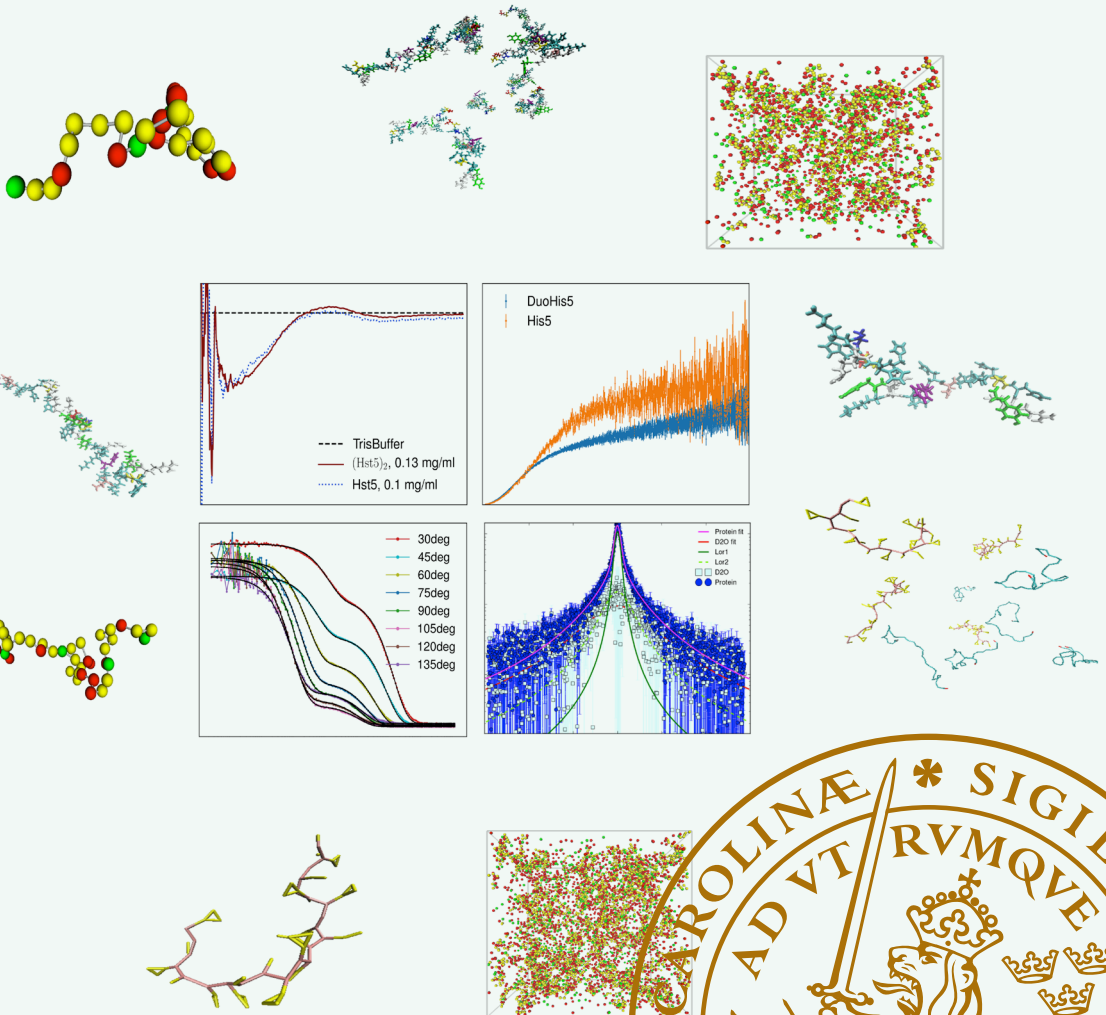 DuoHis5
His5
TrisBuffer
(Hst5)₂, 0.13 mg/ml
Hst5, 0.1 mg/ml
30deg
45deg
60deg
75deg
90deg
105deg
120deg
135deg
Protein fit
D2O fit
Lor1
Lor2
D2O
Protein
CAROLINÆ * SIGI
AD VT RVMQVE